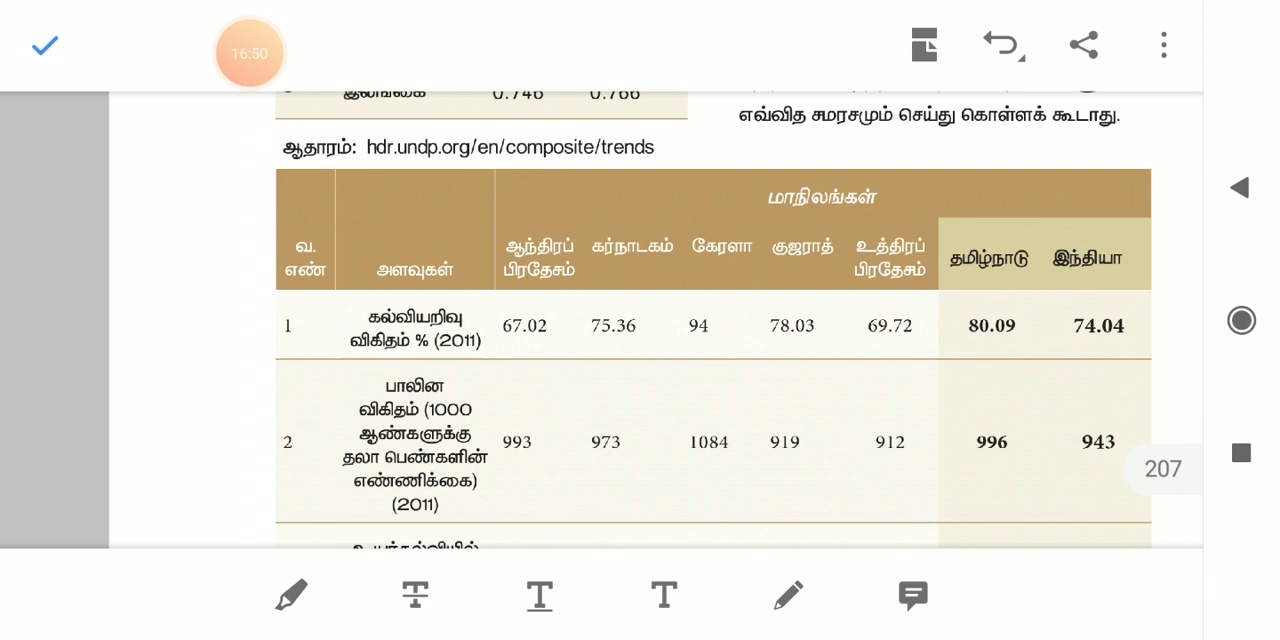 16:50
இலங்கை 0.746 0.766
எவ்வித சமரசமும் செய்து கொள்ளக் கூடாது.
ஆதாரம்: hdr.undp.org/en/composite/trends
மாநிலங்கள்
வ. எண் அளவுகள் ஆந்திரப் பிரதேசம் கர்நாடகம் கேரளா குஜராத் உத்திரப் பிரதேசம் தமிழ்நாடு இந்தியா
1 கல்வியறிவு விகிதம் % (2011) 67.02 75.36 94 78.03 69.72 80.09 74.04
2 பாலின விகிதம் (1000 ஆண்களுக்கு தலா பெண்களின் எண்ணிக்கை) (2011) 993 973 1084 919 912 996 943
207